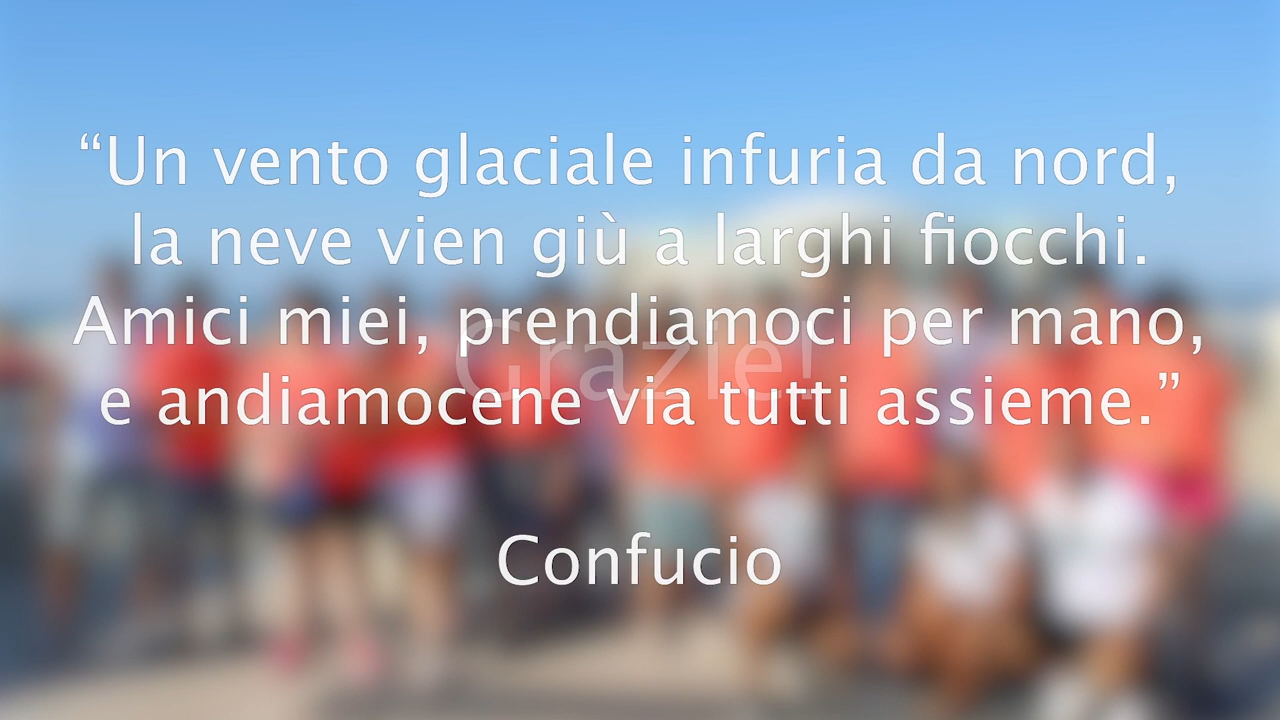 “Un vento glaciale infuria da nord,
la neve vien giù a larghi fiocchi.
Amici miei, prendiamoci per mano,
Grazie!
e andiamocene via tutti assieme.”
Confucio